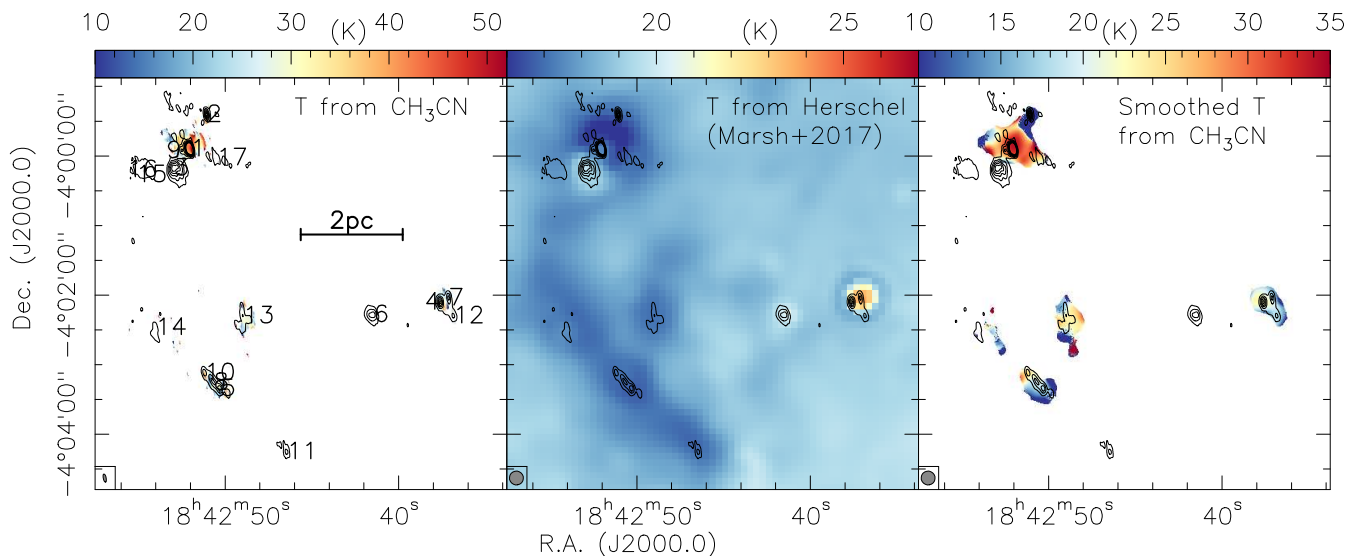 10 20 30 (K) 40 50
20 (K) 25
10 15 20 (K) 25 30 35
T from CH₃CN
T from Herschel
(Marsh+2017)
Smoothed T
from CH₃CN
2
17
2pc
13
6
4 7
12
14
10
11
Dec. (J2000.0)
−4°00'00"
−4°02'00"
−4°04'00"
18ʰ42ᵐ50ˢ 40ˢ
18ʰ42ᵐ50ˢ 40ˢ
18ʰ42ᵐ50ˢ 40ˢ
R.A. (J2000.0)